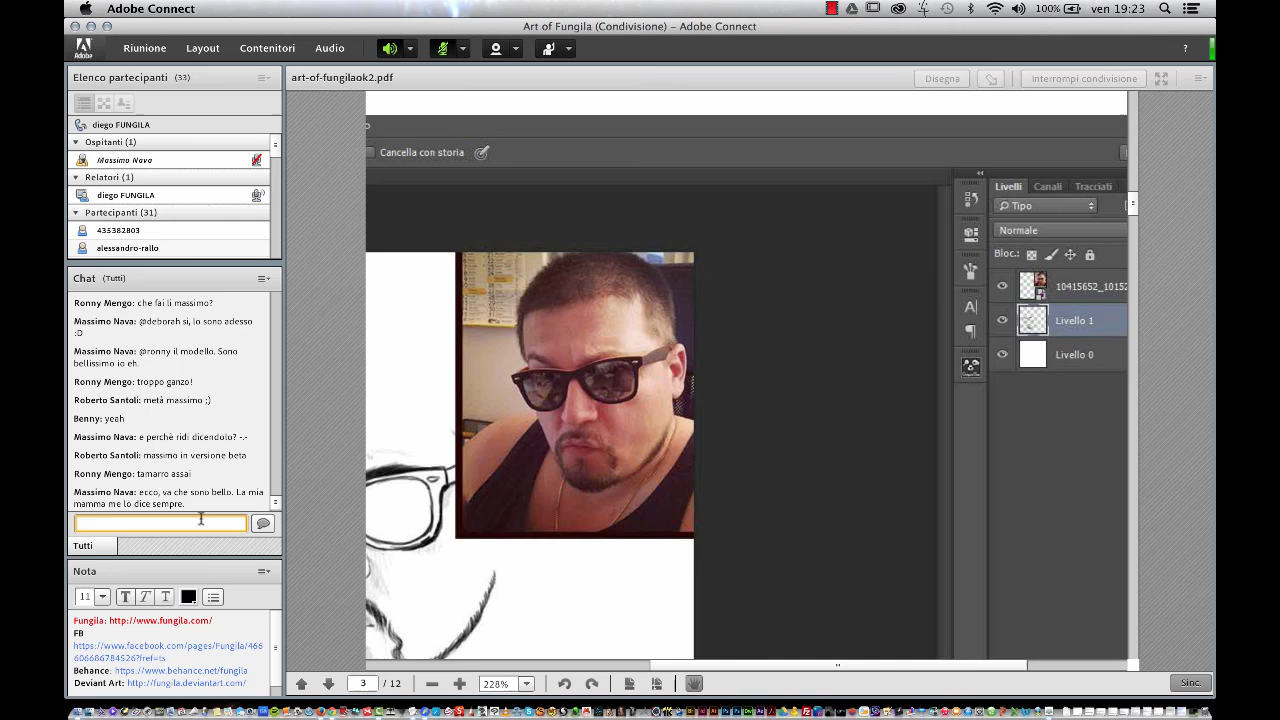 Adobe Connect
100%
ven 19:23
Art of Fungila (Condivisione) - Adobe Connect
Adobe
Riunione
Layout
Contenitori
Audio
?
Elenco partecipanti (33)
diego FUNGILA
Ospitanti (1)
Massimo Nava
Relatori (1)
diego FUNGILA
Partecipanti (31)
435382803
alessandro-rallo
Chat (Tutti)
Ronny Mengo: che fai li massimo?
Massimo Nava: @deborah si, lo sono adesso
:D
Massimo Nava: @ronny il modello. Sono
bellissimo io eh.
Ronny Mengo: troppo ganzo!
Roberto Santoli: metá massimo ;)
Benny: yeah
Massimo Nava: e perchè ridi dicendolo? -.-
Roberto Santoli: massimo in versione beta
Ronny Mengo: tamarro assai
Massimo Nava: ecco, va che sono bello. La mia
mamma me lo dice sempre.
Tutti
Nota
11
T
T
T
Fungila: http://www.fungila.com/
FB
https://www.facebook.com/pages/Fungila/466
606686784526?fref=ts
Behance: https://www.behance.net/fungila
Deviant Art: http://fungila.deviantart.com/
art-of-fungilaok2.pdf
Disegna
Interrompi condivisione
Cancella con storia
Livelli
Canali
Tracciati
Tipo
Normale
Bloc.:
10415652_10152
Livello 1
Livello 0
A
3
/ 12
228%
Sinc.